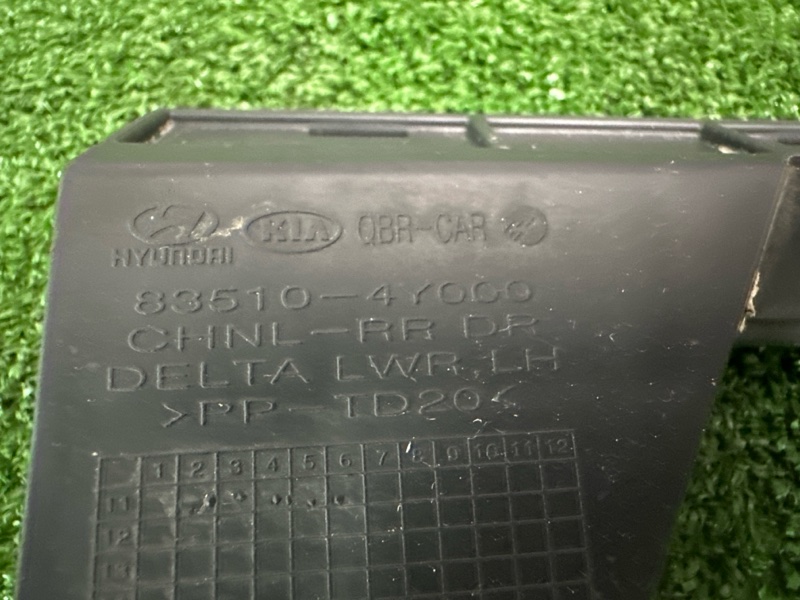 HYUNDAI KIA QBR-CAR
83510-4Y000
CHNL-RR DR
DELTA LWR,LH
>PP-TD20<
1 2 3 4 5 6 7 8 9 10 11 12
11
12
13